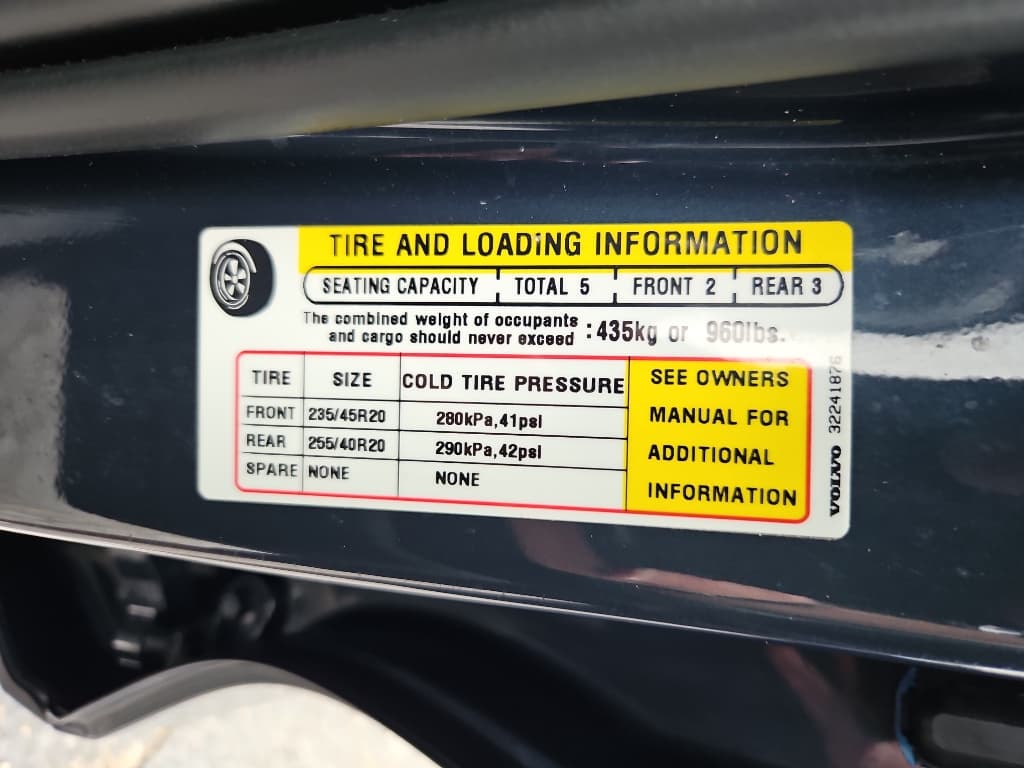 TIRE AND LOADiNG INFORMATION
SEATING CAPACITY TOTAL 5 FRONT 2 REAR 3
The combined weight of occupants
and cargo should never exceed :435kg or 960lbs.
TIRE SIZE COLD TIRE PRESSURE
FRONT 235/45R20 280kPa,41psi
REAR 255/40R20 290kPa,42psi
SPARE NONE NONE
SEE OWNERS
MANUAL FOR
ADDITIONAL
INFORMATION
VOLVO 32241876